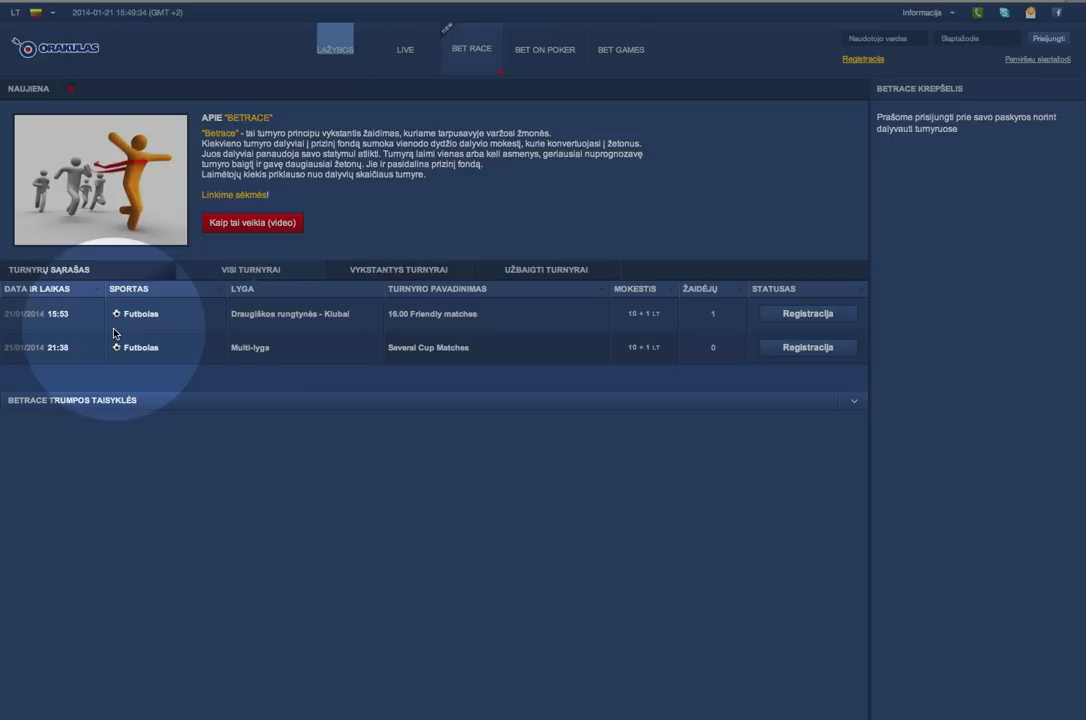 LT
2014-01-21 15:49:34 (GMT +2)
Informacija
ORAKULAS
LAŽYBOS
LIVE
new
BET RACE
BET ON POKER
BET GAMES
Naudotojo vardas
Slaptažodis
Prisijungti
Registracija
Pamiršau slaptažodį
NAUJIENA
BETRACE KREPŠELIS
Prašome prisijungti prie savo paskyros norint
dalyvauti turnyruose
APIE "BETRACE"
"Betrace" - tai turnyro principu vykstantis žaidimas, kuriame tarpusavyje varžosi žmonės.
Kiekvieno turnyro dalyviai į prizinį fondą sumoka vienodo dydžio dalyvio mokestį, kurie konvertuojasi į žetonus.
Juos dalyviai panaudoja savo statymui atlikti. Turnyrą laimi vienas arba keli asmenys, geriausiai nuprognozavę
turnyro baigtį ir gavę daugiausiai žetonų. Jie ir pasidalina prizinį fondą.
Laimėtojų kiekis priklauso nuo dalyvių skaičiaus turnyre.
Linkime sėkmės!
Kaip tai veikia (video)
TURNYRŲ SĄRAŠAS
VISI TURNYRAI
VYKSTANTYS TURNYRAI
UŽBAIGTI TURNYRAI
DATA IR LAIKAS
SPORTAS
LYGA
TURNYRO PAVADINIMAS
MOKESTIS
ŽAIDĖJŲ
STATUSAS
21/01/2014 15:53
Futbolas
Draugiškos rungtynės - Klubai
16.00 Friendly matches
10 + 1 LT
1
Registracija
21/01/2014 21:38
Futbolas
Multi-lyga
Several Cup Matches
10 + 1 LT
0
Registracija
BETRACE TRUMPOS TAISYKLĖS